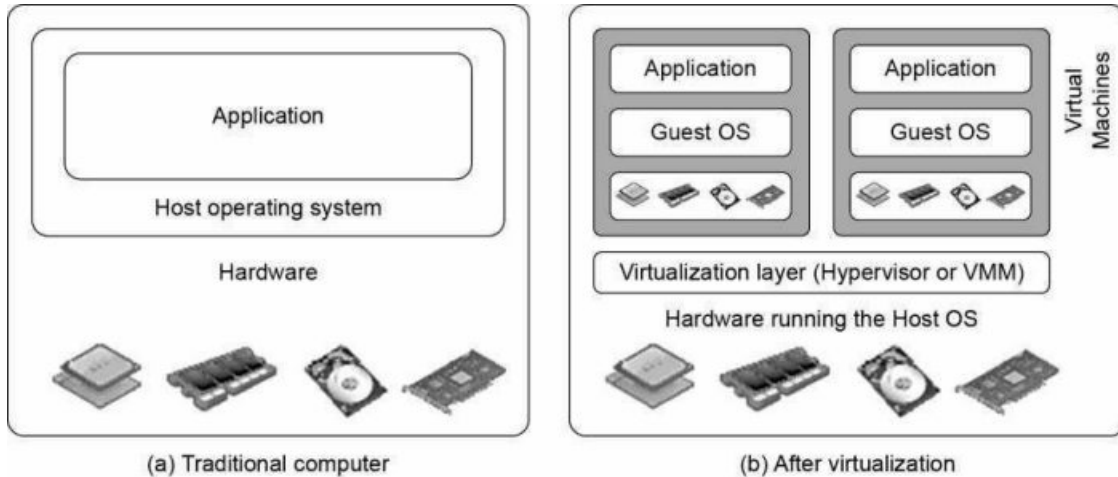 Application
Host operating system
Hardware
(a) Traditional computer
Application
Guest OS
Application
Guest OS
Virtual
Machines
Virtualization layer (Hypervisor or VMM)
Hardware running the Host OS
(b) After virtualization